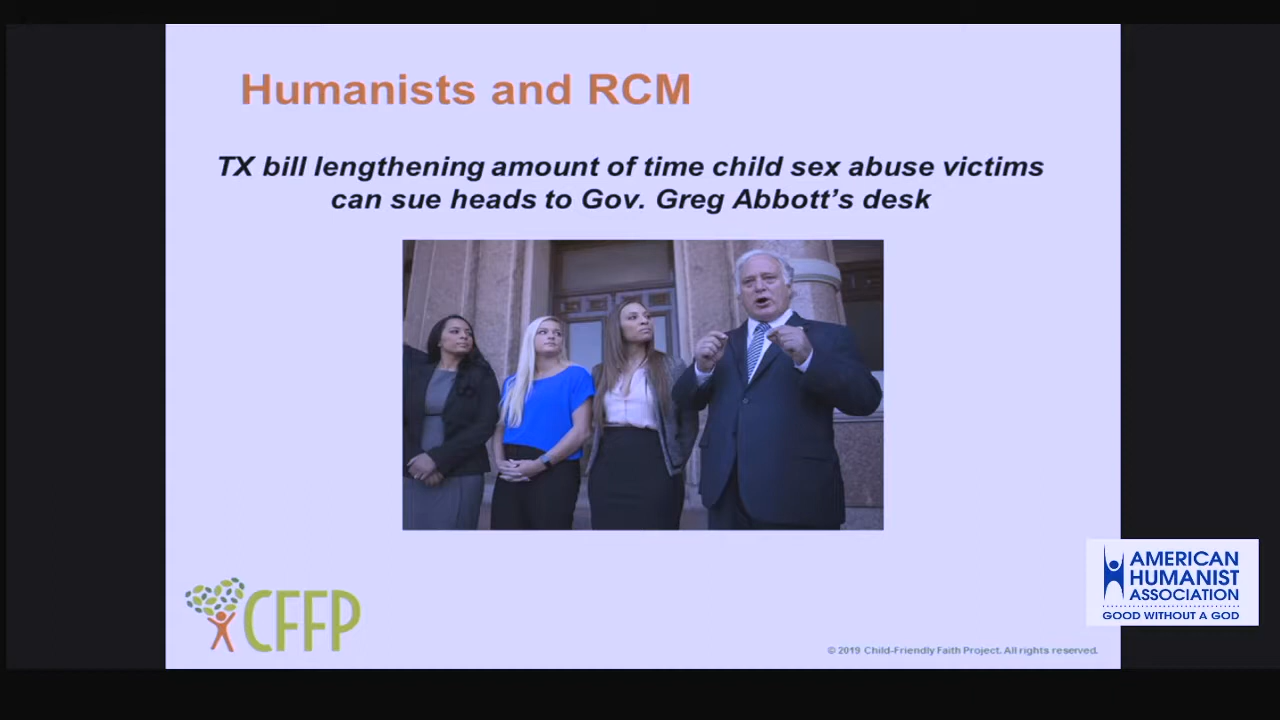 Humanists and RCM
TX bill lengthening amount of time child sex abuse victims
can sue heads to Gov. Greg Abbott's desk
CFFP
© 2019 Child-Friendly Faith Project. All rights reserved.
AMERICAN
HUMANIST
ASSOCIATION
GOOD WITHOUT A GOD